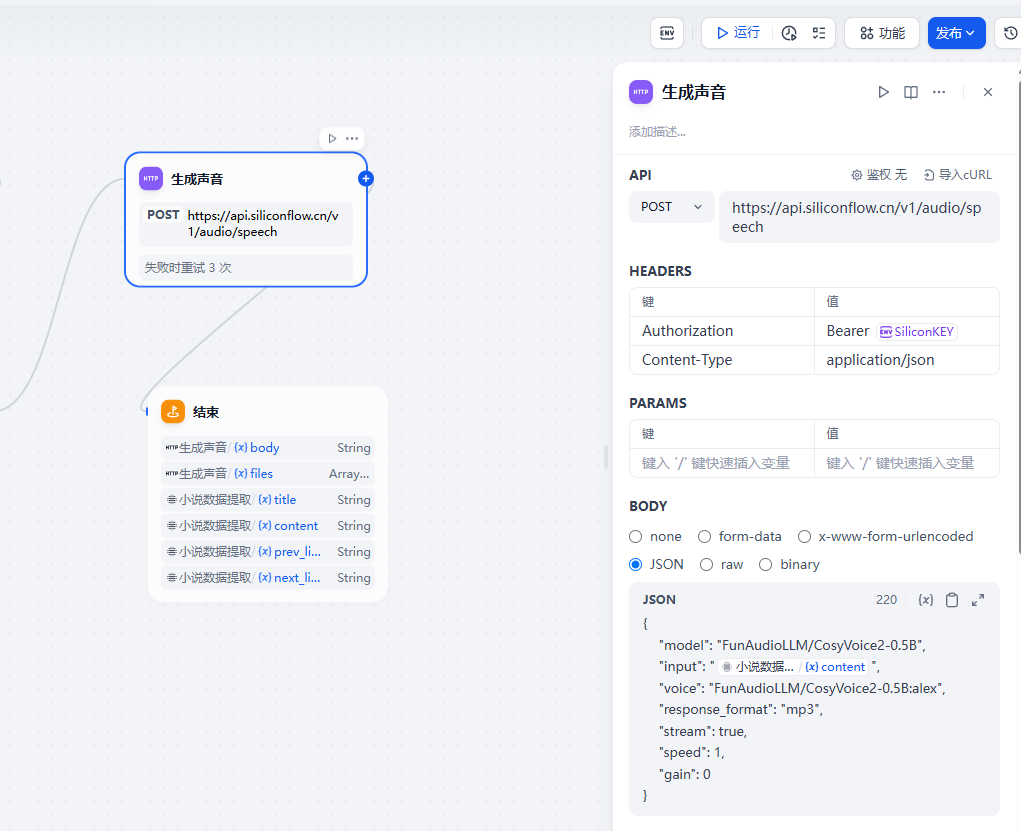 ENV
运行
功能
发布
HTTP
生成声音
添加描述...
API
鉴权 无
导入cURL
POST
https://api.siliconflow.cn/v1/audio/sp
eech
HEADERS
键
值
Authorization
Bearer ENV SiliconKEY
Content-Type
application/json
PARAMS
键
值
键入 '/' 键快速插入变量
键入 '/' 键快速插入变量
BODY
none
form-data
x-www-form-urlencoded
JSON
raw
binary
JSON
220
{x}
{
"model": "FunAudioLLM/CosyVoice2-0.5B",
"input": " 小说数据... / {x} content ",
"voice": "FunAudioLLM/CosyVoice2-0.5B:alex",
"response_format": "mp3",
"stream": true,
"speed": 1,
"gain": 0
}
HTTP
生成声音
POST
https://api.siliconflow.cn/v
1/audio/speech
失败时重试 3 次
结束
HTTP 生成声音 / {x} body String
HTTP 生成声音 / {x} files Array...
小说数据提取 / {x} title String
小说数据提取 / {x} content String
小说数据提取 / {x} prev_li... String
小说数据提取 / {x} next_li... String